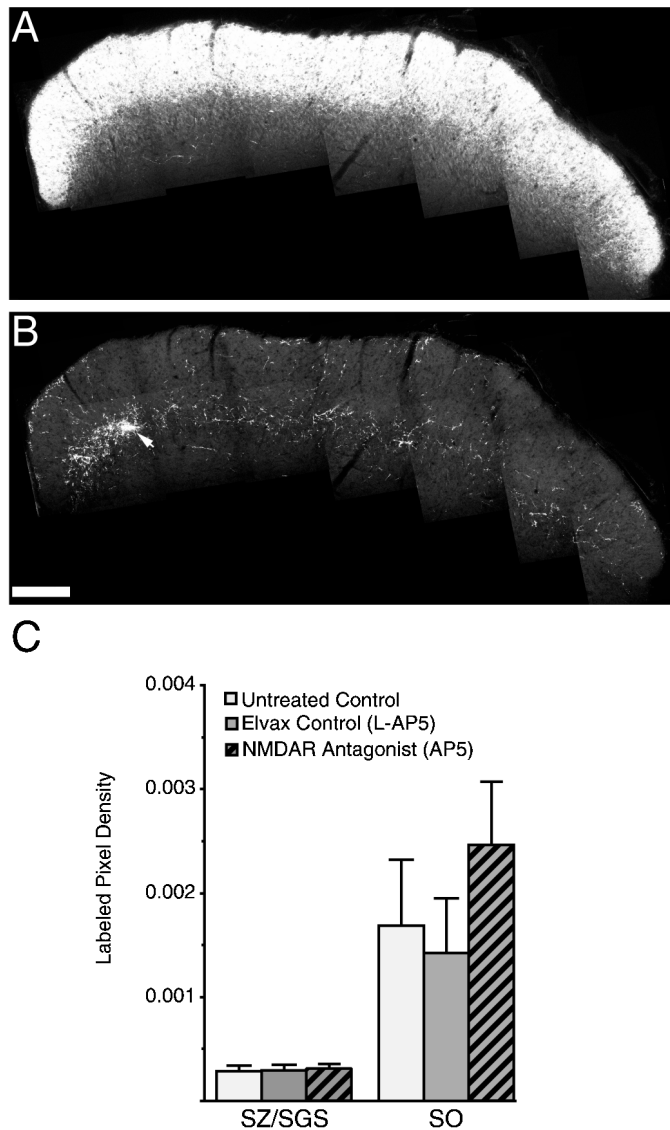 A
B
C
0.004
0.003
0.002
0.001
Labeled Pixel Density
Untreated Control
Elvax Control (L-AP5)
NMDAR Antagonist (AP5)
SZ/SGS
SO